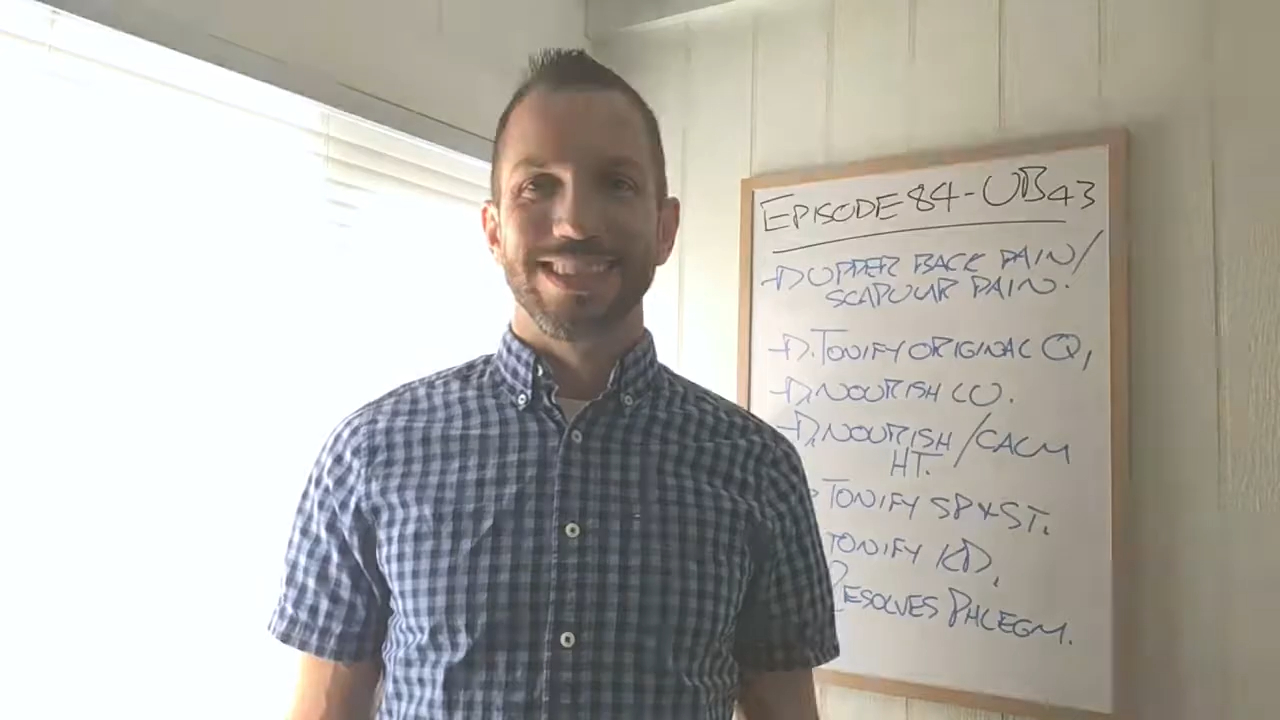 EPISODE 84 - UB43
→ UPPER BACK PAIN/
SCAPULAR PAIN.
→. TONIFY ORIGINAL QI
→. NOURISH LU.
→. NOURISH/CALM
HT.
TONIFY SP + ST.
TONIFY KD.
RESOLVES PHLEGM.